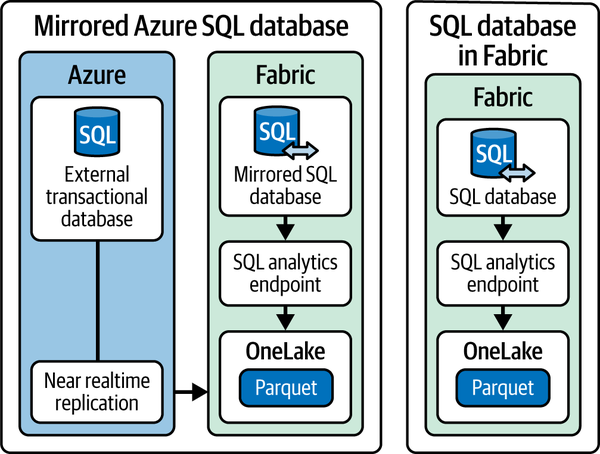 Mirrored Azure SQL database
Azure
SQL
External
transactional
database
Near realtime
replication
Fabric
SQL
Mirrored SQL
database
SQL analytics
endpoint
OneLake
Parquet
SQL database
in Fabric
Fabric
SQL
SQL database
SQL analytics
endpoint
OneLake
Parquet